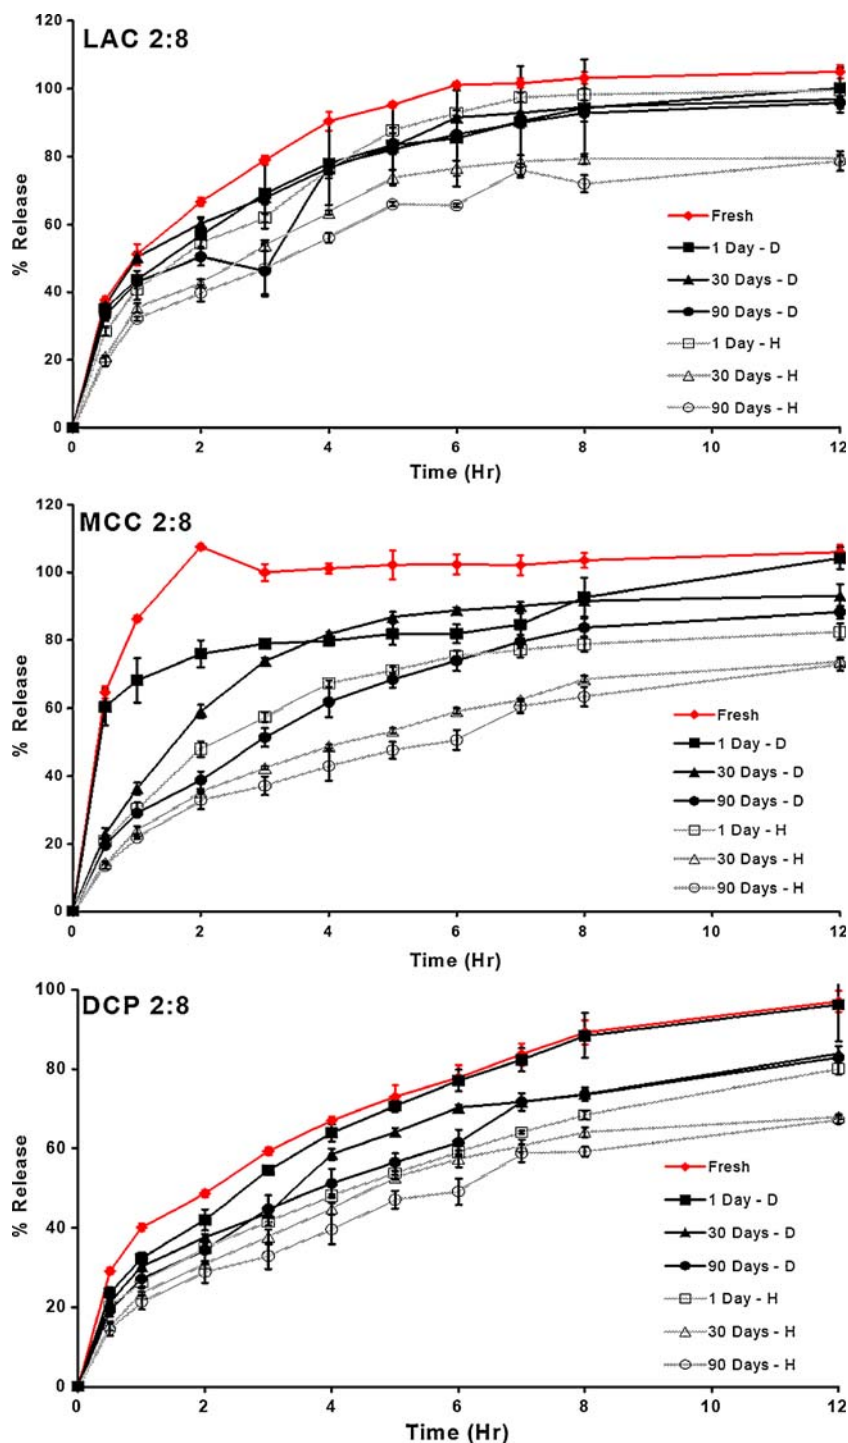 LAC 2:8
120
100
80
60
40
20
0
% Release
Fresh
1 Day - D
30 Days - D
90 Days - D
1 Day - H
30 Days - H
90 Days - H
0 2 4 6 8 10 12
Time (Hr)
MCC 2:8
120
100
80
60
40
20
0
% Release
Fresh
1 Day - D
30 Days - D
90 Days - D
1 Day - H
30 Days - H
90 Days - H
0 2 4 6 8 10 12
Time (Hr)
DCP 2:8
100
80
60
40
20
0
% Release
Fresh
1 Day - D
30 Days - D
90 Days - D
1 Day - H
30 Days - H
90 Days - H
0 2 4 6 8 10 12
Time (Hr)